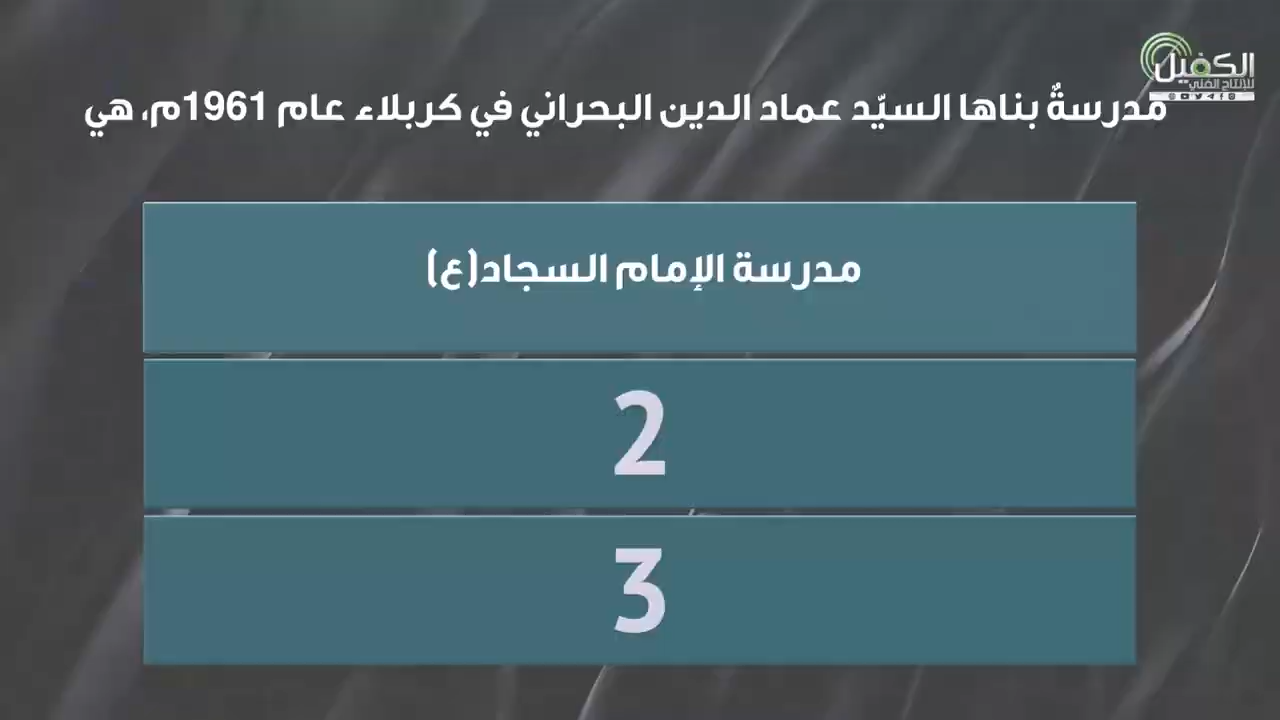 الكفيل
للإنتاج الفني
مدرسةٌ بناها السيّد عماد الدين البحراني في كربلاء عام 1961م، هي
مدرسة الإمام السجاد(ع)
2
3